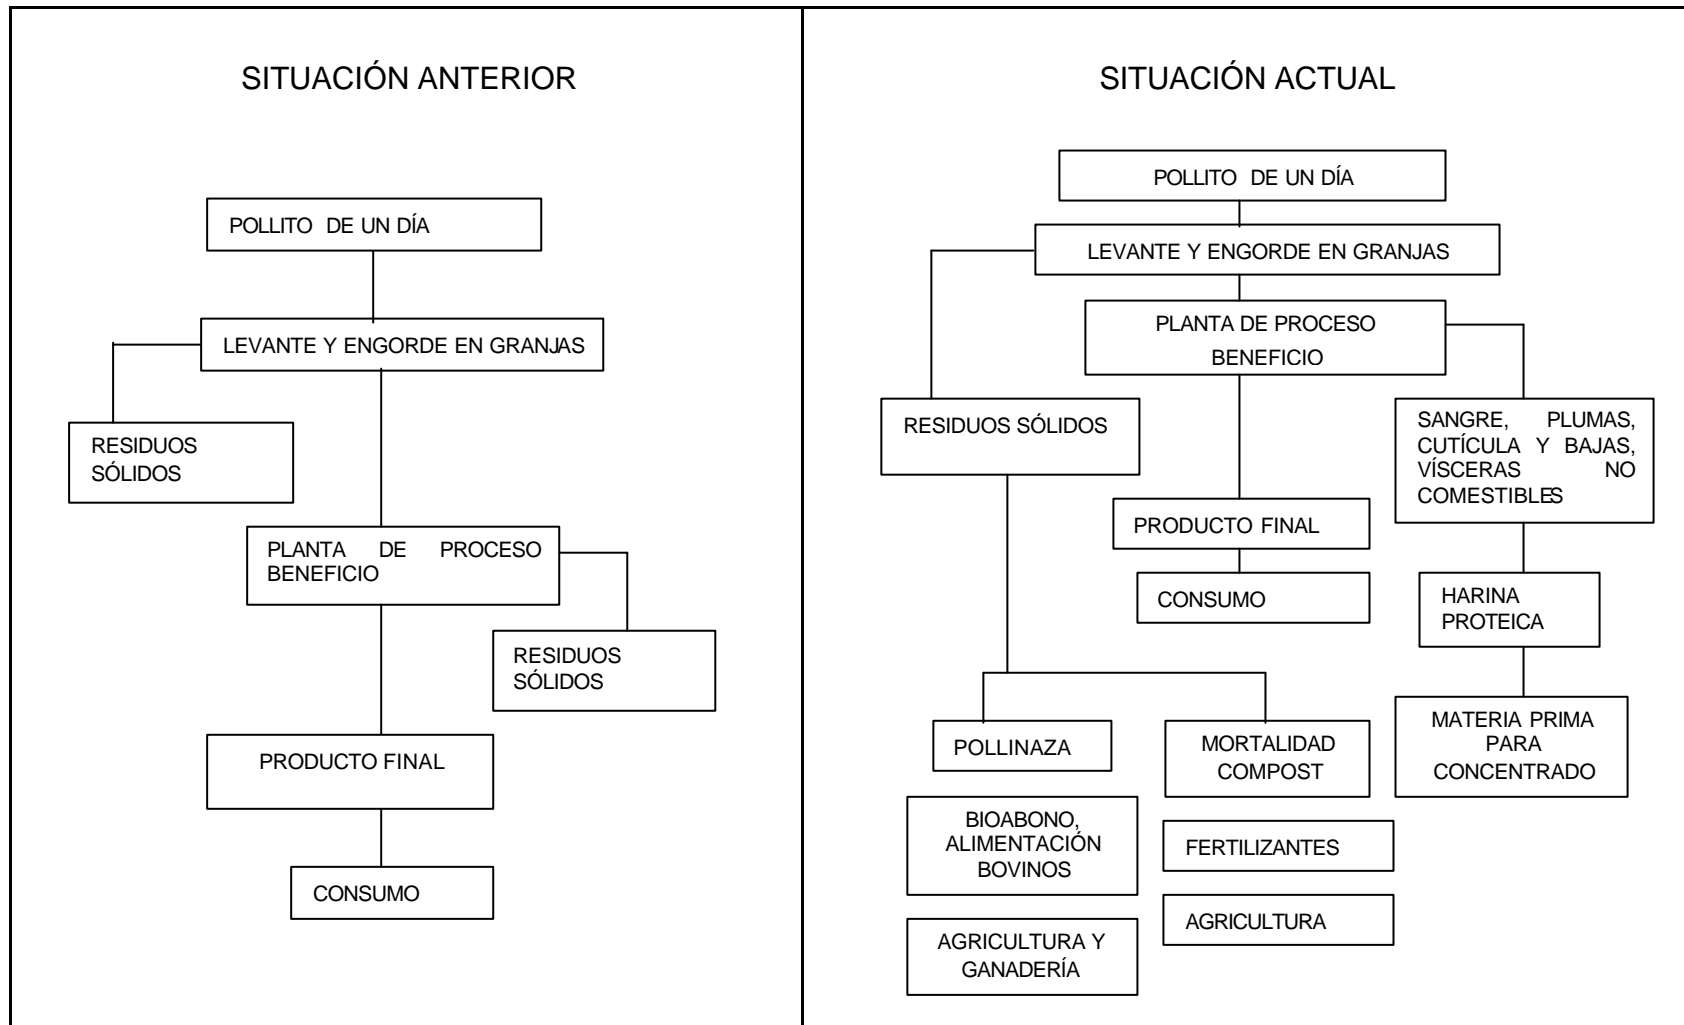 SITUACIÓN ANTERIOR
POLLITO DE UN DÍA
LEVANTE Y ENGORDE EN GRANJAS
RESIDUOS
SÓLIDOS
PLANTA DE PROCESO
BENEFICIO
RESIDUOS
SÓLIDOS
PRODUCTO FINAL
CONSUMO
SITUACIÓN ACTUAL
POLLITO DE UN DÍA
LEVANTE Y ENGORDE EN GRANJAS
PLANTA DE PROCESO
BENEFICIO
RESIDUOS SÓLIDOS
SANGRE, PLUMAS,
CUTÍCULA Y BAJAS,
VÍSCERAS NO
COMESTIBLES
PRODUCTO FINAL
CONSUMO
HARINA
PROTEICA
POLLINAZA
MORTALIDAD
COMPOST
MATERIA PRIMA
PARA
CONCENTRADO
BIOABONO,
ALIMENTACIÓN
BOVINOS
FERTILIZANTES
AGRICULTURA Y
GANADERÍA
AGRICULTURA